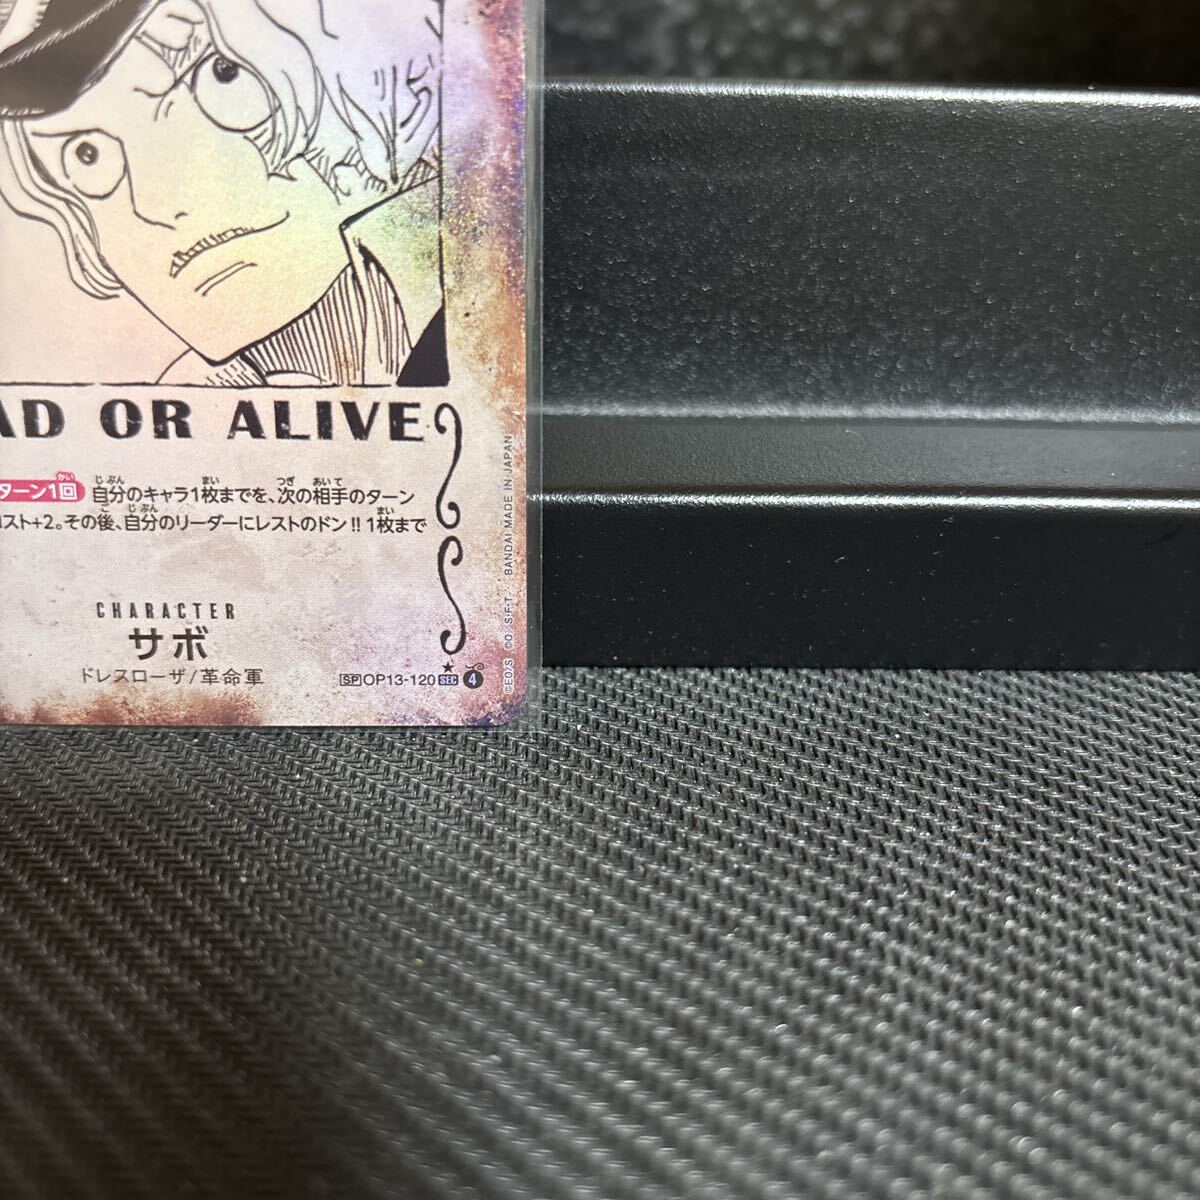 AD OR ALIVE
ターン1回 自分のキャラ1枚までを、次の相手のターン
スト+2。その後、自分のリーダーにレストのドン!!1枚まで
CHARACTER
サボ
ドレスローザ/革命軍
SP OP13-120 SEC 4
©EO/S ©O/S･F･T BANDAI MADE IN JAPAN